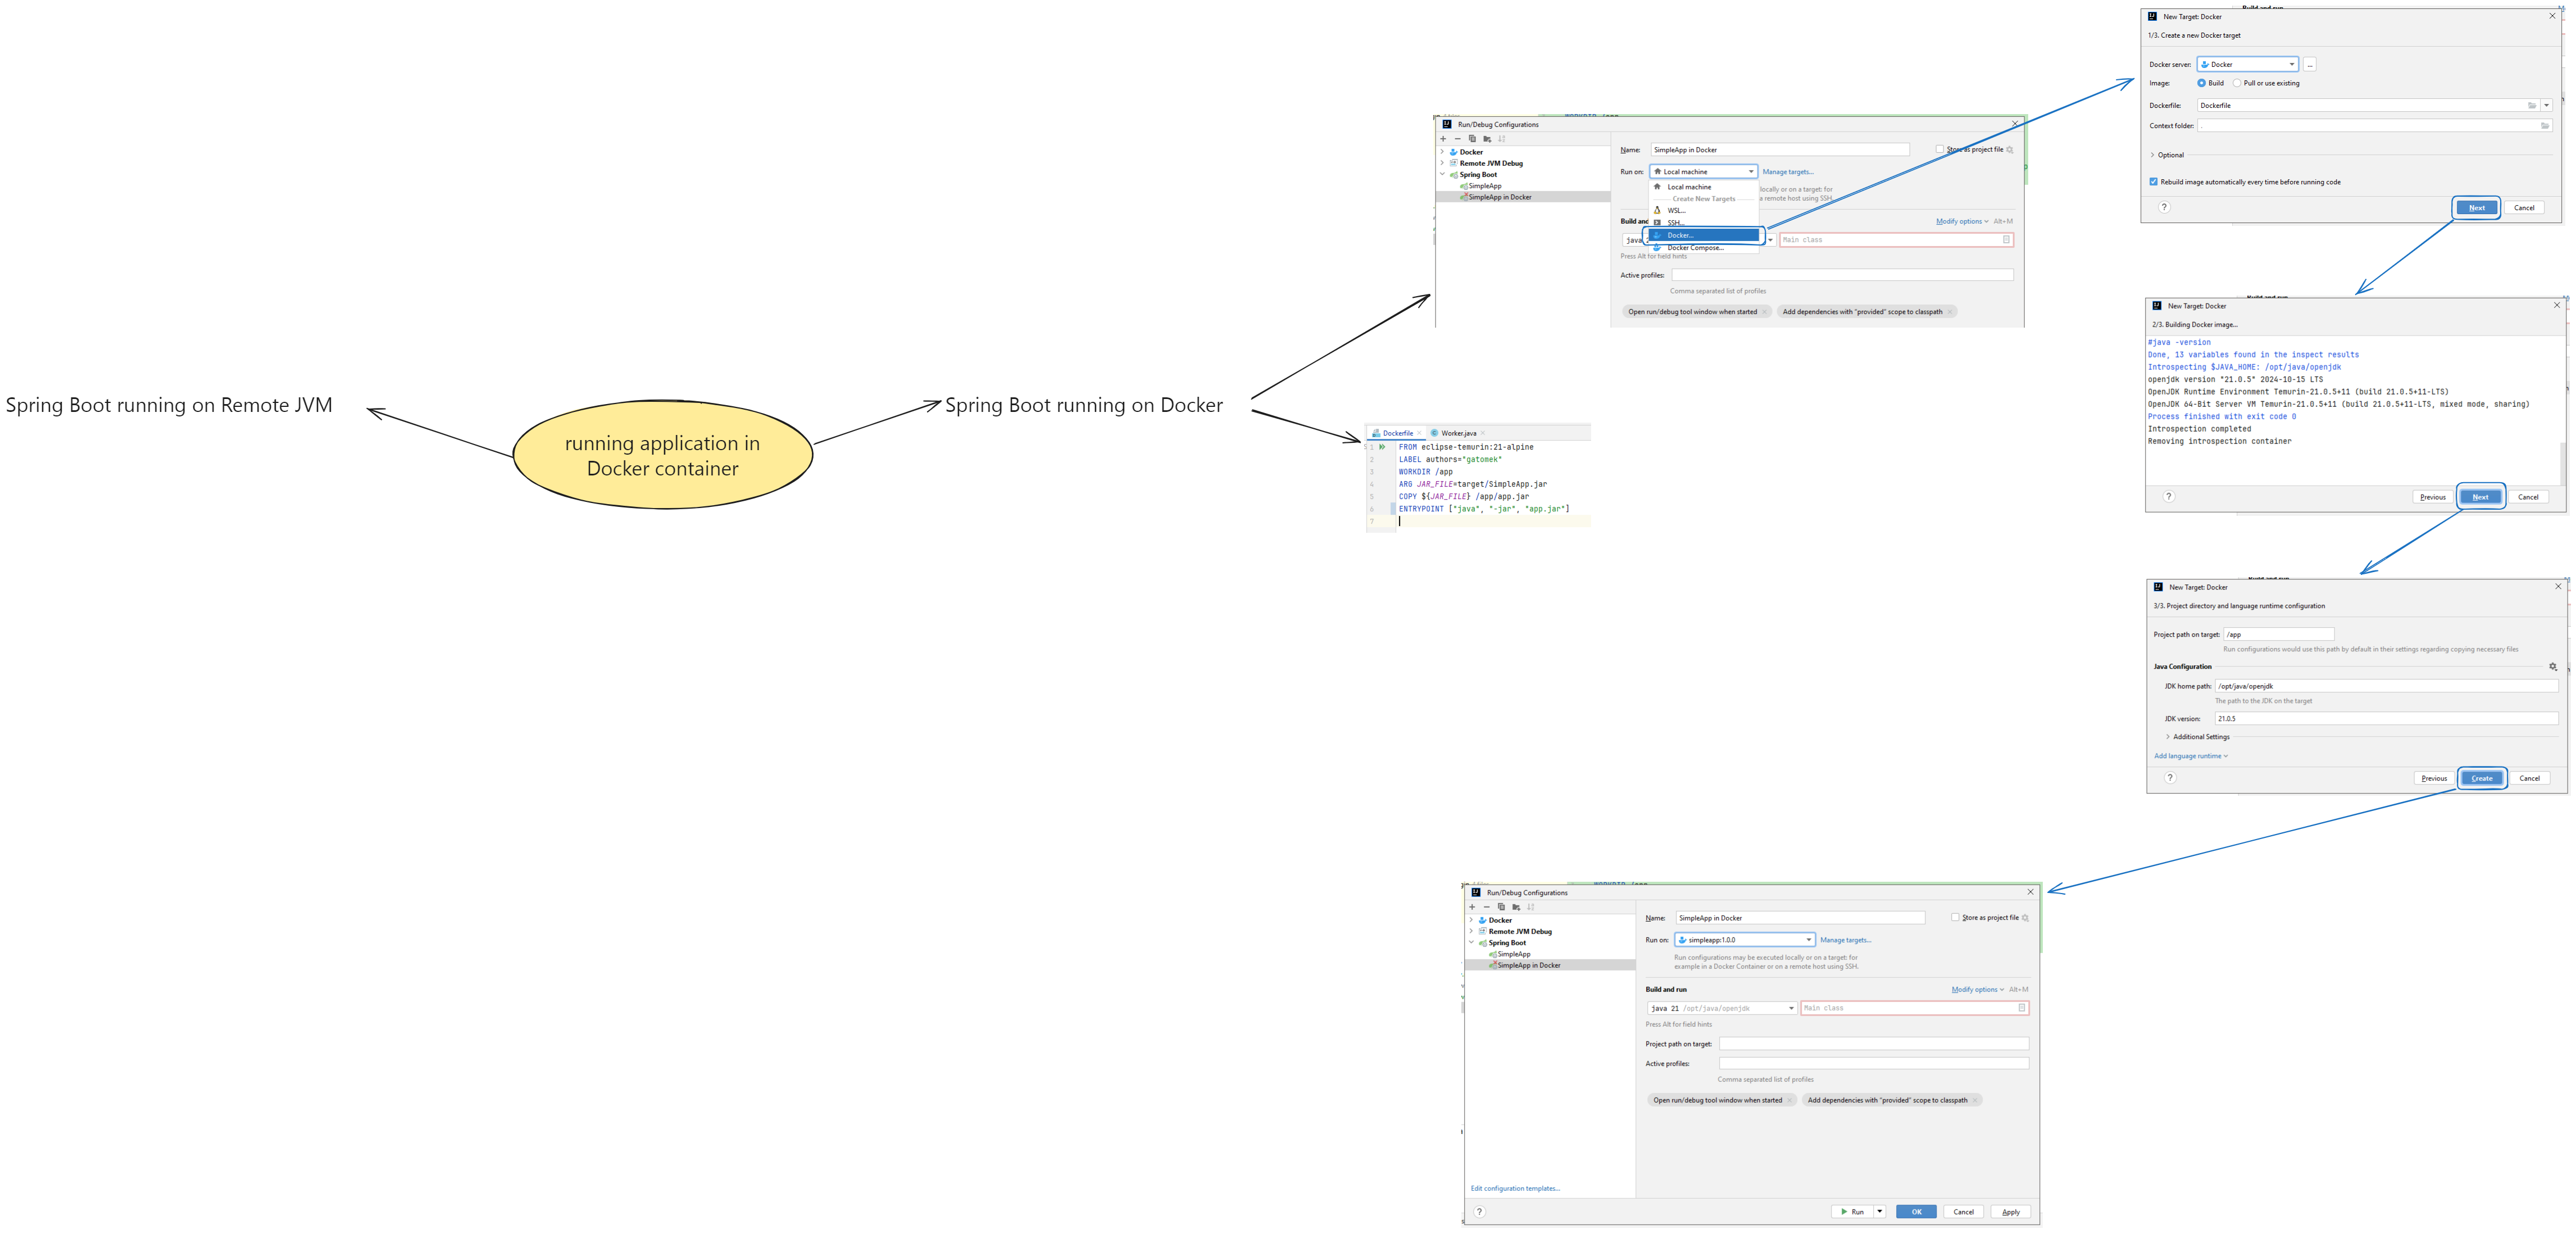 Spring Boot running on Remote JVM
running application in
Docker container
Spring Boot running on Docker
Run/Debug Configurations
Docker
Remote JVM Debug
Spring Boot
SimpleApp
SimpleApp in Docker
Name: SimpleApp in Docker
Store as project file
Run on: Local machine
Manage targets...
Local machine
Create New Targets
WSL...
SSH...
Docker...
Docker Compose...
locally or on a target: for
a remote host using SSH.
Build and
Modify options Alt+M
java
Main class
Press Alt for field hints
Active profiles:
Comma separated list of profiles
Open run/debug tool window when started
Add dependencies with "provided" scope to classpath
Dockerfile
Worker.java
1 FROM eclipse-temurin:21-alpine
2 LABEL authors="gatomek"
3 WORKDIR /app
4 ARG JAR_FILE=target/SimpleApp.jar
5 COPY ${JAR_FILE} /app/app.jar
6 ENTRYPOINT ["java", "-jar", "app.jar"]
7
New Target: Docker
1/3. Create a new Docker target
Docker server: Docker ...
Image: Build Pull or use existing
Dockerfile: Dockerfile
Context folder: .
Optional
Rebuild image automatically every time before running code
? Next Cancel
New Target: Docker
2/3. Building Docker image...
#java -version
Done, 13 variables found in the inspect results
Introspecting $JAVA_HOME: /opt/java/openjdk
openjdk version "21.0.5" 2024-10-15 LTS
OpenJDK Runtime Environment Temurin-21.0.5+11 (build 21.0.5+11-LTS)
OpenJDK 64-Bit Server VM Temurin-21.0.5+11 (build 21.0.5+11-LTS, mixed mode, sharing)
Process finished with exit code 0
Introspection completed
Removing introspection container
? Previous Next Cancel
New Target: Docker
3/3. Project directory and language runtime configuration
Project path on target: /app
Run configurations would use this path by default in their settings regarding copying necessary files
Java Configuration
JDK home path: /opt/java/openjdk
The path to the JDK on the target
JDK version: 21.0.5
Additional Settings
Add language runtime
? Previous Create Cancel
Run/Debug Configurations
Docker
Remote JVM Debug
Spring Boot
SimpleApp
SimpleApp in Docker
Edit configuration templates...
Name: SimpleApp in Docker
Store as project file
Run on: simpleapp:1.0.0
Manage targets...
Run configurations may be executed locally or on a target: for
example in a Docker Container or on a remote host using SSH.
Build and run
Modify options Alt+M
java 21 /opt/java/openjdk
Main class
Press Alt for field hints
Project path on target:
Active profiles:
Comma separated list of profiles
Open run/debug tool window when started
Add dependencies with "provided" scope to classpath
? Run OK Cancel Apply